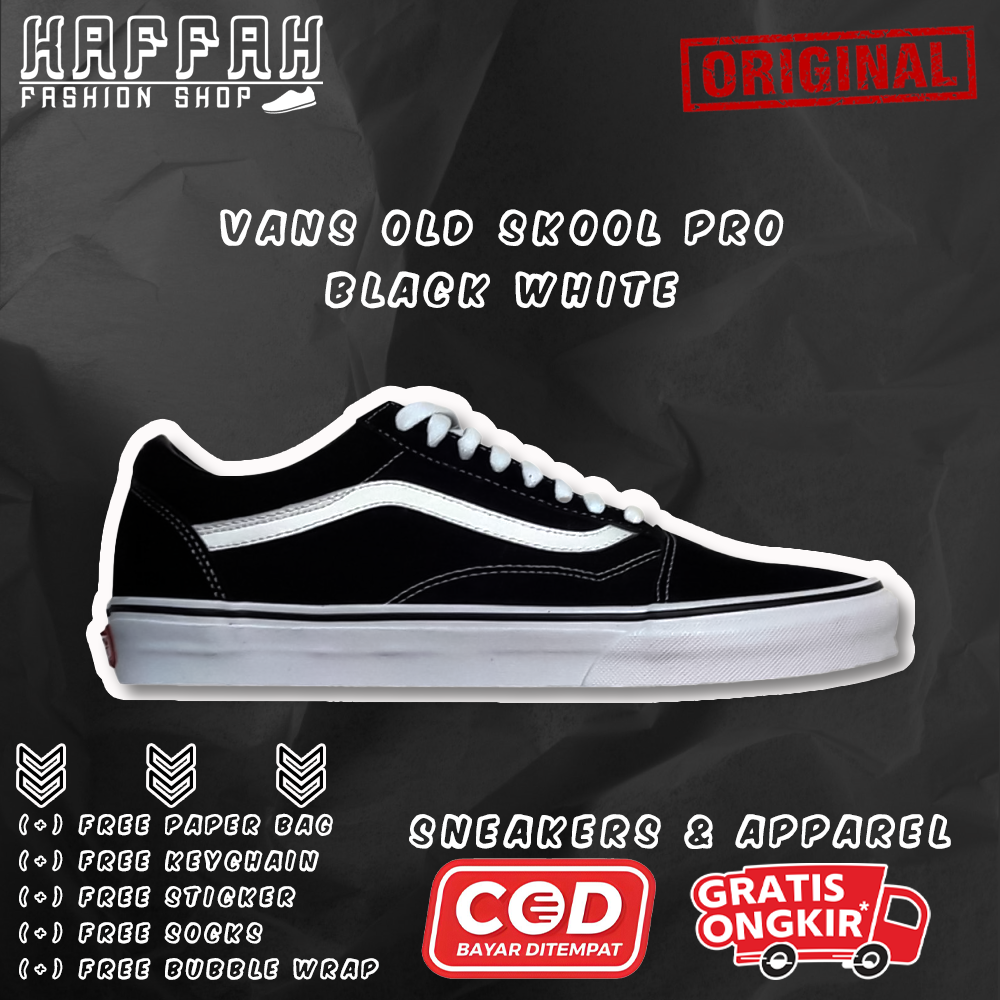 HAFFAH
FASHION SHOP
ORIGINAL
VANS OLD SKOOL PRO
BLACK WHITE
(+) FREE PAPER BAG
(+) FREE KEYCHAIN
(+) FREE STICKER
(+) FREE SOCKS
(+) FREE BUBBLE WRAP
SNEAKERS & APPAREL
COD
BAYAR DITEMPAT
GRATIS
ONGKIR*